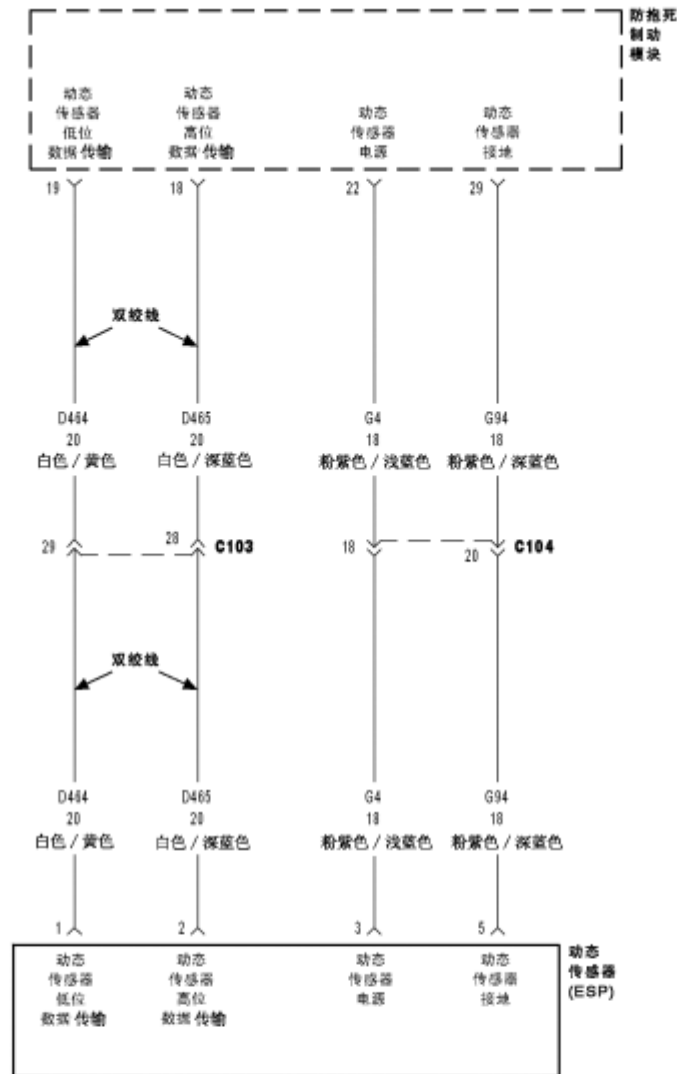 防抱死
制动
模块
动态
传感器
低位
数据 传输
动态
传感器
高位
数据 传输
动态
传感器
电源
动态
传感器
接地
19
18
22
29
双绞线
D464
20
白色 / 黄色
D465
20
白色 / 深蓝色
G4
18
粉紫色 / 浅蓝色
G94
18
粉紫色 / 深蓝色
29
28
C103
18
20
C104
双绞线
D464
20
白色 / 黄色
D465
20
白色 / 深蓝色
G4
18
粉紫色 / 浅蓝色
G94
18
粉紫色 / 深蓝色
1
2
3
5
动态
传感器
低位
数据 传输
动态
传感器
高位
数据 传输
动态
传感器
电源
动态
传感器
接地
动态
传感器
(ESP)